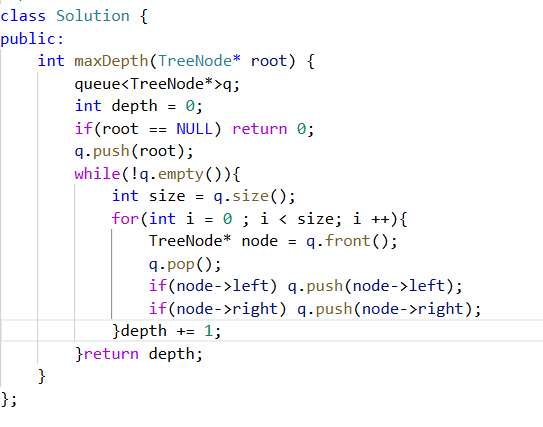 class Solution {
public:
    int maxDepth(TreeNode* root) {
        queue<TreeNode*>q;
        int depth = 0;
        if(root == NULL) return 0;
        q.push(root);
        while(!q.empty()){
            int size = q.size();
            for(int i = 0 ; i < size; i ++){
                TreeNode* node = q.front();
                q.pop();
                if(node->left) q.push(node->left);
                if(node->right) q.push(node->right);
            }depth += 1;
        }return depth;
    }
};